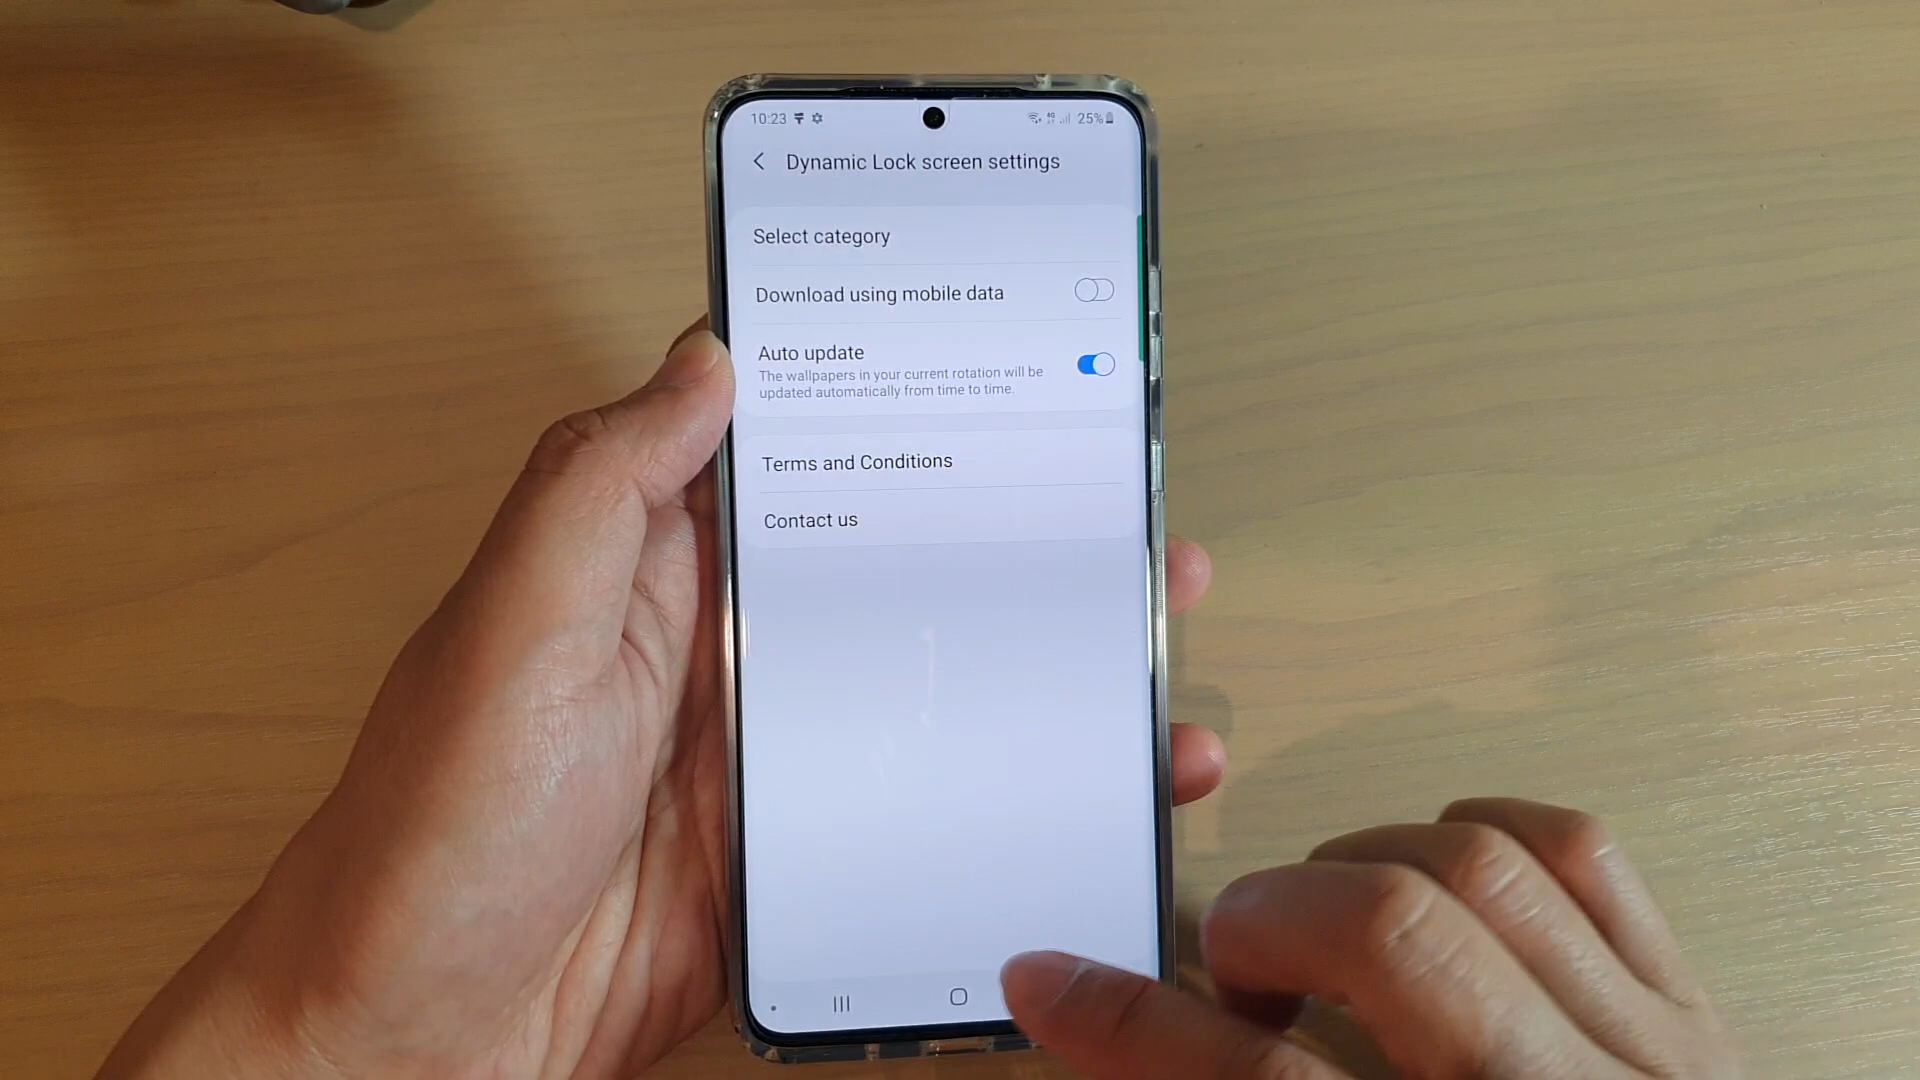 10:23 4G 25%
Dynamic Lock screen settings
Select category
Download using mobile data
Auto update
The wallpapers in your current rotation will be
updated automatically from time to time.
Terms and Conditions
Contact us